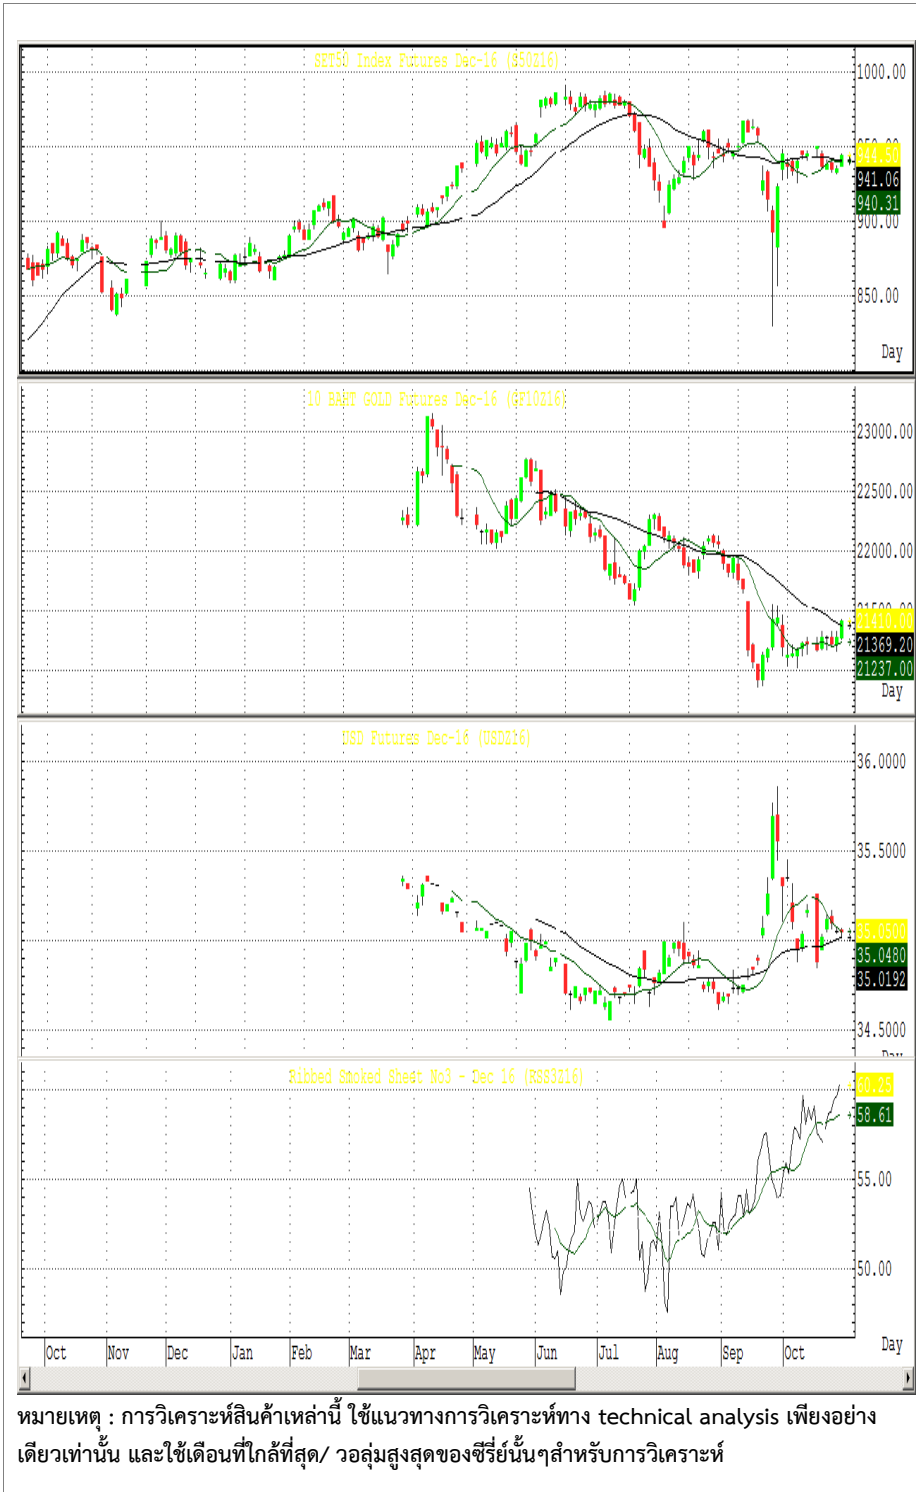 SET50 Index Futures Dec-16 (S50Z16)
1000.00
944.50
941.06
940.31
900.00
850.00
Day
10 BAHT GOLD Futures Dec-16 (GF10Z16)
23000.00
22500.00
22000.00
21410.00
21369.20
21237.00
Day
USD Futures Dec-16 (USDZ16)
36.0000
35.5000
35.0500
35.0480
35.0192
34.5000
Day
Ribbed Smoked Sheet No3 - Dec 16 (RSS3Z16)
60.25
58.61
55.00
50.00
Day
Oct Nov Dec Jan Feb Mar Apr May Jun Jul Aug Sep Oct
หมายเหตุ : การวิเคราะห์สินค้าเหล่านี้ ใช้แนวทางการวิเคราะห์ทาง technical analysis เพียงอย่าง
เดียวเท่านั้น และใช้เดือนที่ใกล้ที่สุด/ วอลุ่มสูงสุดของซีรี่ย์นั้นๆสำหรับการวิเคราะห์